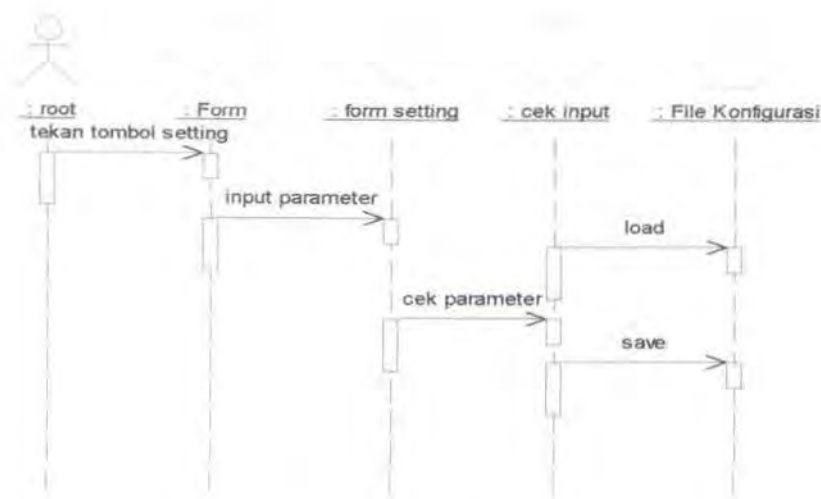 : root
: Form
: form setting
: cek input
: File Konfigurasi
tekan tombol setting
input parameter
load
cek parameter
save